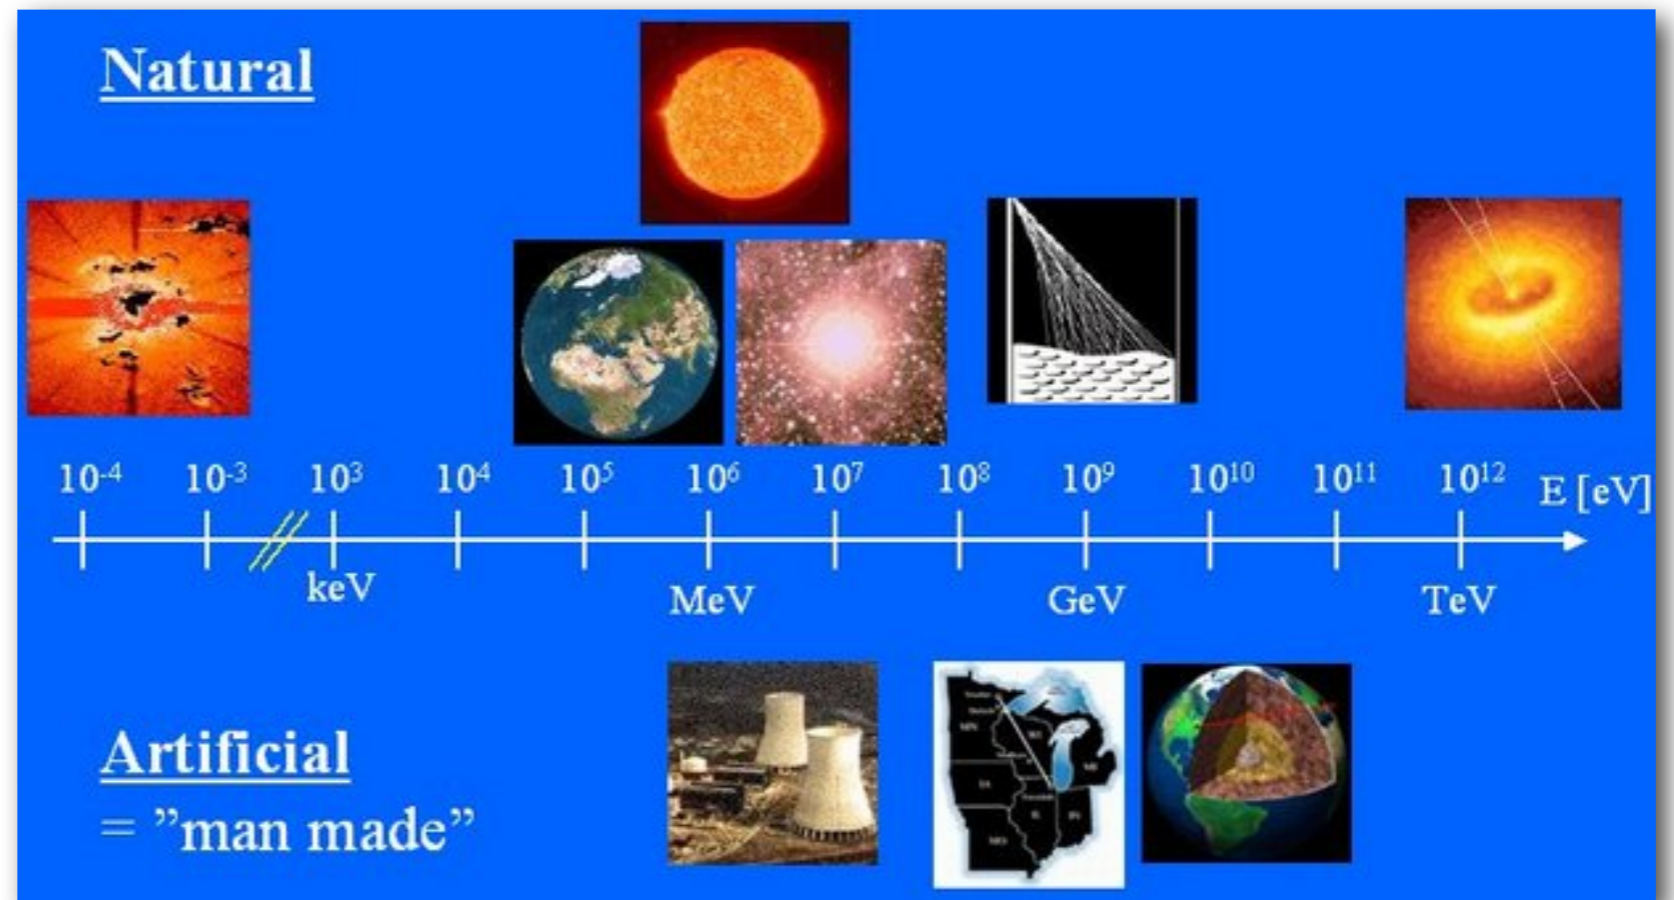 Natural
10-4 10-3 103 104 105 106 107 108 109 1010 1011 1012 E [eV]
keV MeV GeV TeV
Artificial
= ”man made”